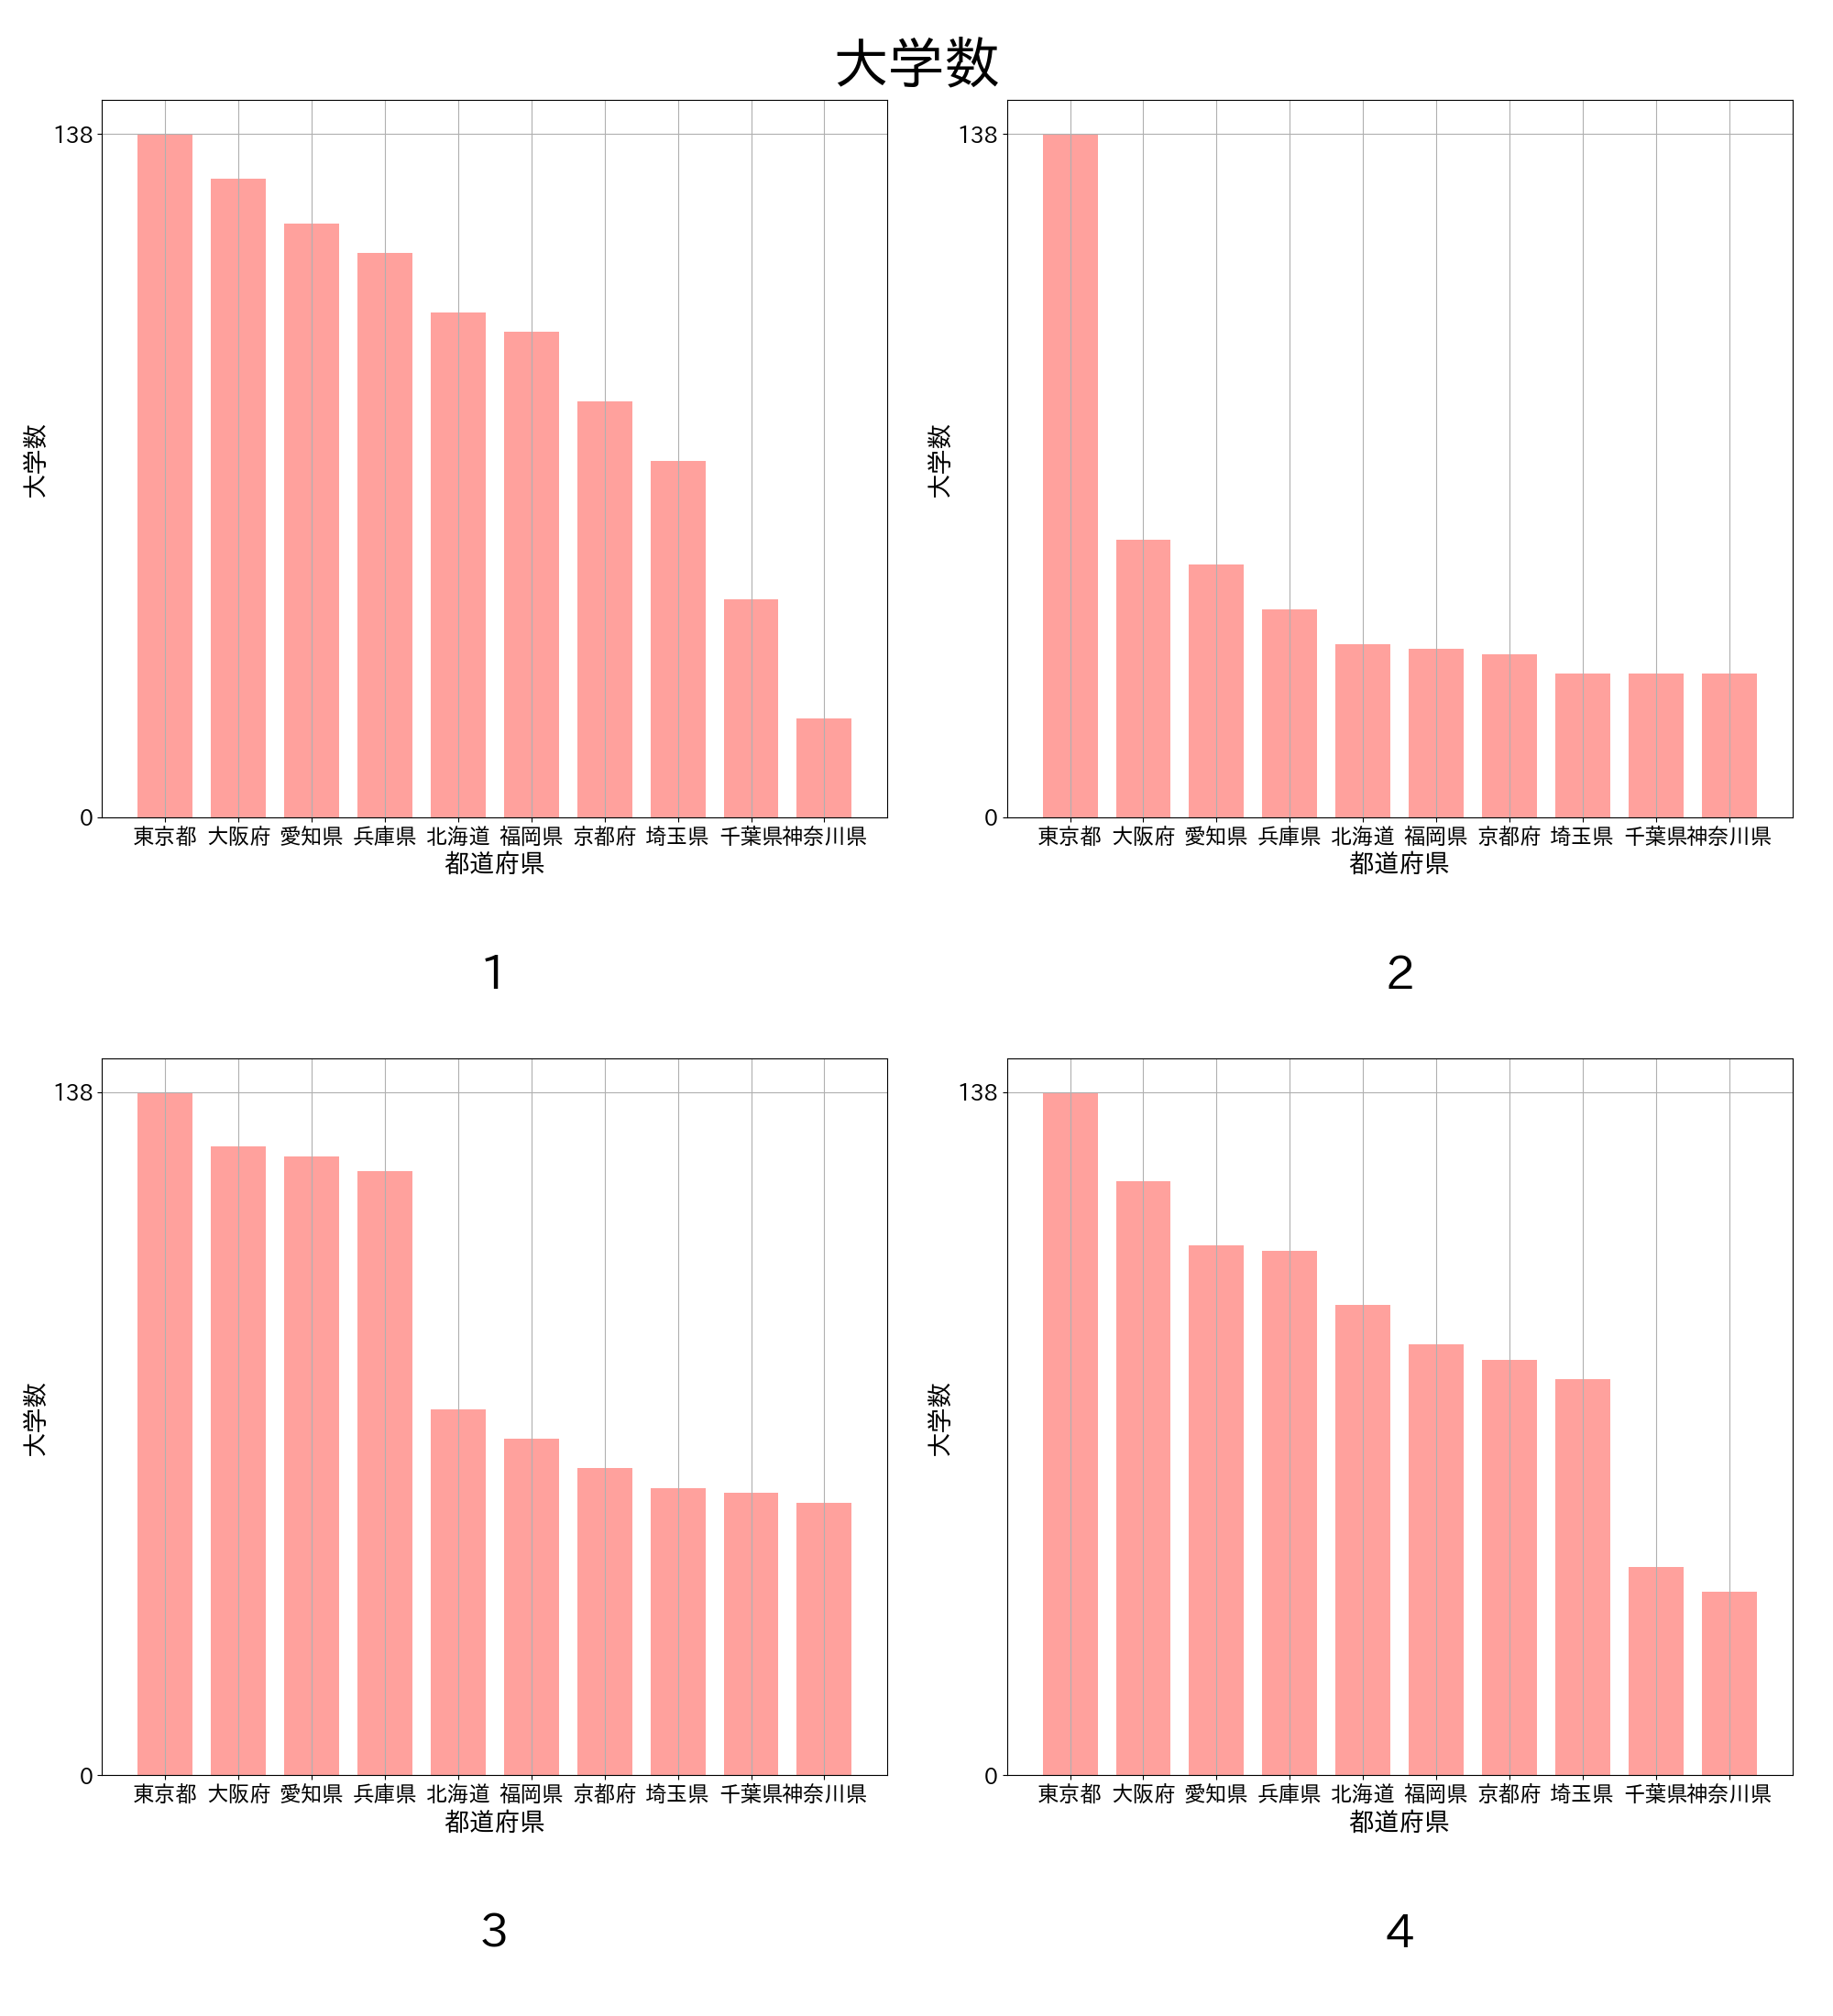 大学数
138
0
大学数
東京都 大阪府 愛知県 兵庫県 北海道 福岡県 京都府 埼玉県 千葉県 神奈川県
都道府県
1
138
0
大学数
東京都 大阪府 愛知県 兵庫県 北海道 福岡県 京都府 埼玉県 千葉県 神奈川県
都道府県
2
138
0
大学数
東京都 大阪府 愛知県 兵庫県 北海道 福岡県 京都府 埼玉県 千葉県 神奈川県
都道府県
3
138
0
大学数
東京都 大阪府 愛知県 兵庫県 北海道 福岡県 京都府 埼玉県 千葉県 神奈川県
都道府県
4